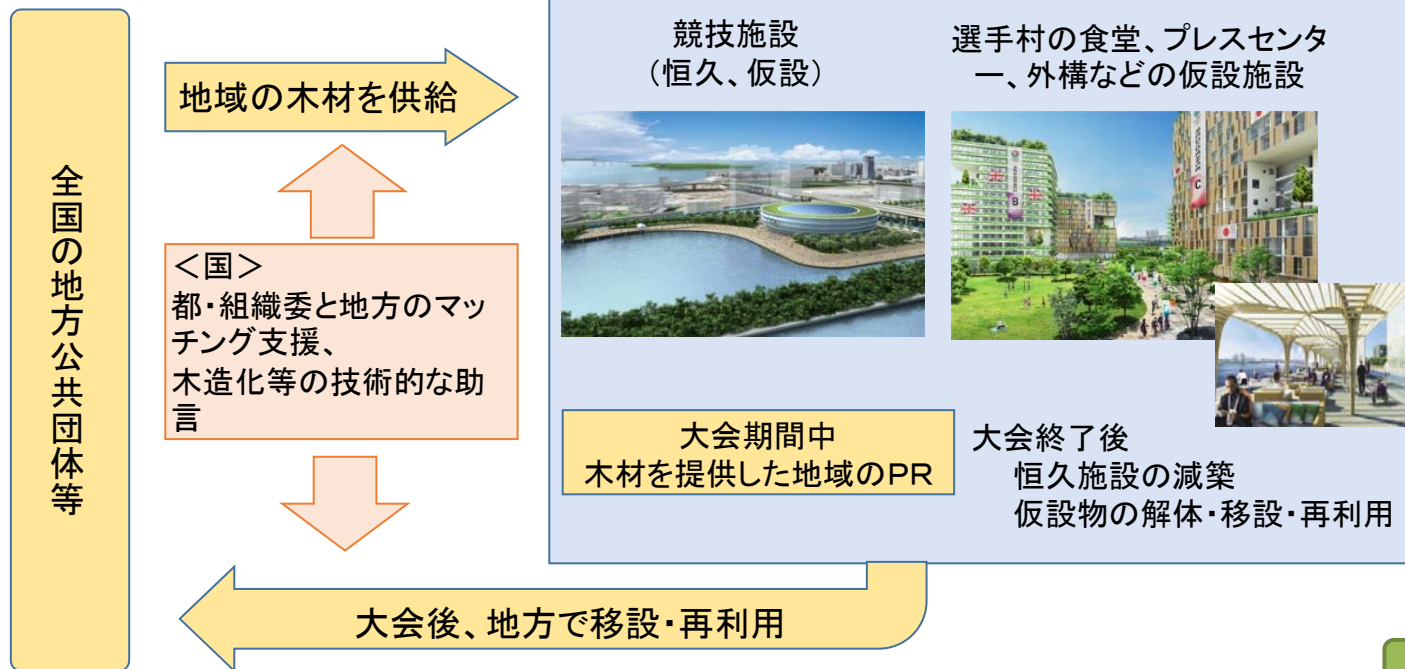 全国の地方公共団体等
地域の木材を供給
＜国＞
都・組織委と地方のマッ
チング支援、
木造化等の技術的な助
言
競技施設
（恒久、仮設）
選手村の食堂、プレスセンタ
ー、外構などの仮設施設
B
C
大会期間中
木材を提供した地域のPR
大会終了後
恒久施設の減築
仮設物の解体・移設・再利用
大会後、地方で移設・再利用